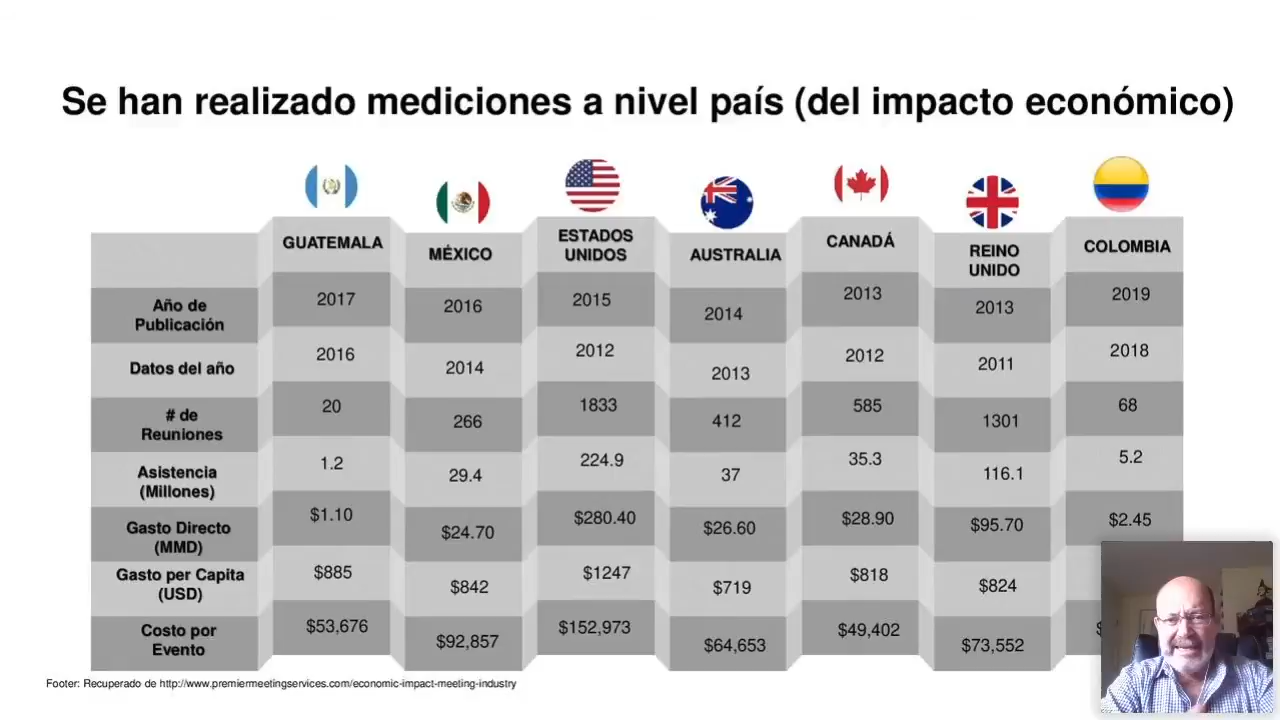 Se han realizado mediciones a nivel país (del impacto económico)
GUATEMALA
MÉXICO
ESTADOS
UNIDOS
AUSTRALIA
CANADÁ
REINO
UNIDO
COLOMBIA
Año de
Publicación
2017
2016
2015
2014
2013
2013
2019
Datos del año
2016
2014
2012
2013
2012
2011
2018
# de
Reuniones
20
266
1833
412
585
1301
68
Asistencia
(Millones)
1.2
29.4
224.9
37
35.3
116.1
5.2
Gasto Directo
(MMD)
$1.10
$24.70
$280.40
$26.60
$28.90
$95.70
$2.45
Gasto per Capita
(USD)
$885
$842
$1247
$719
$818
$824
Costo por
Evento
$53,676
$92,857
$152,973
$64,653
$49,402
$73,552
Footer: Recuperado de http://www.premiermeetingservices.com/economic-impact-meeting-industry